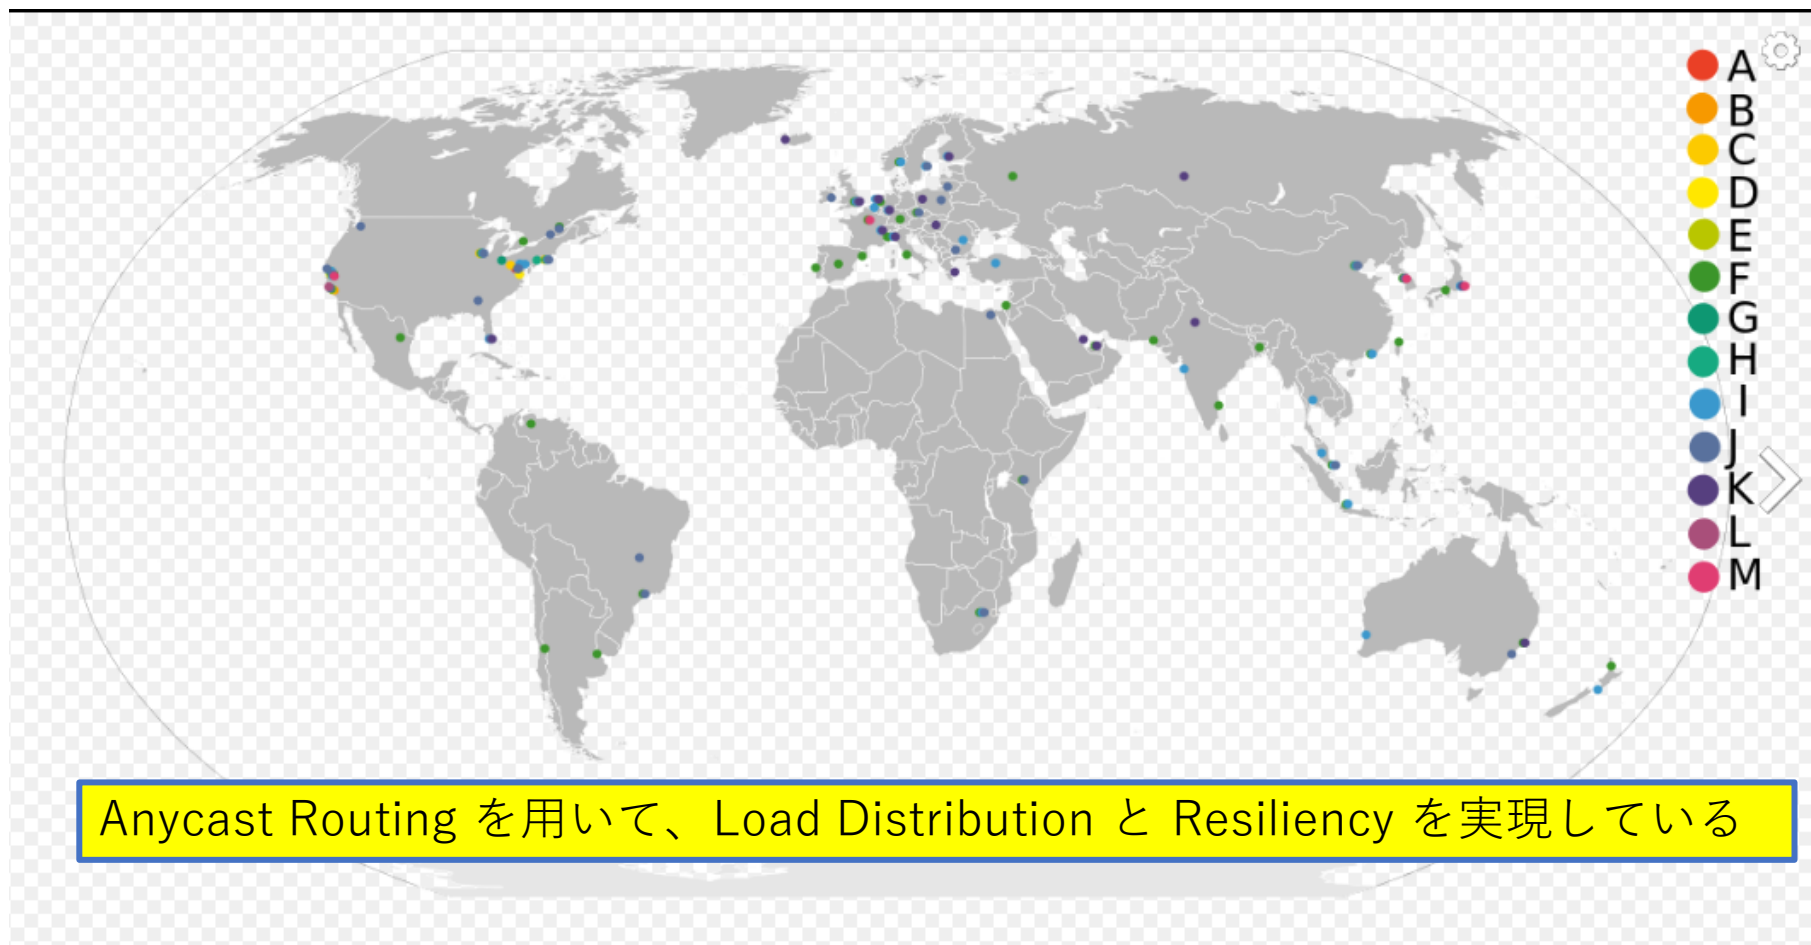 A
B
C
D
E
F
G
H
I
J
K
L
M
Anycast Routing を用いて、Load Distribution と Resiliency を実現している